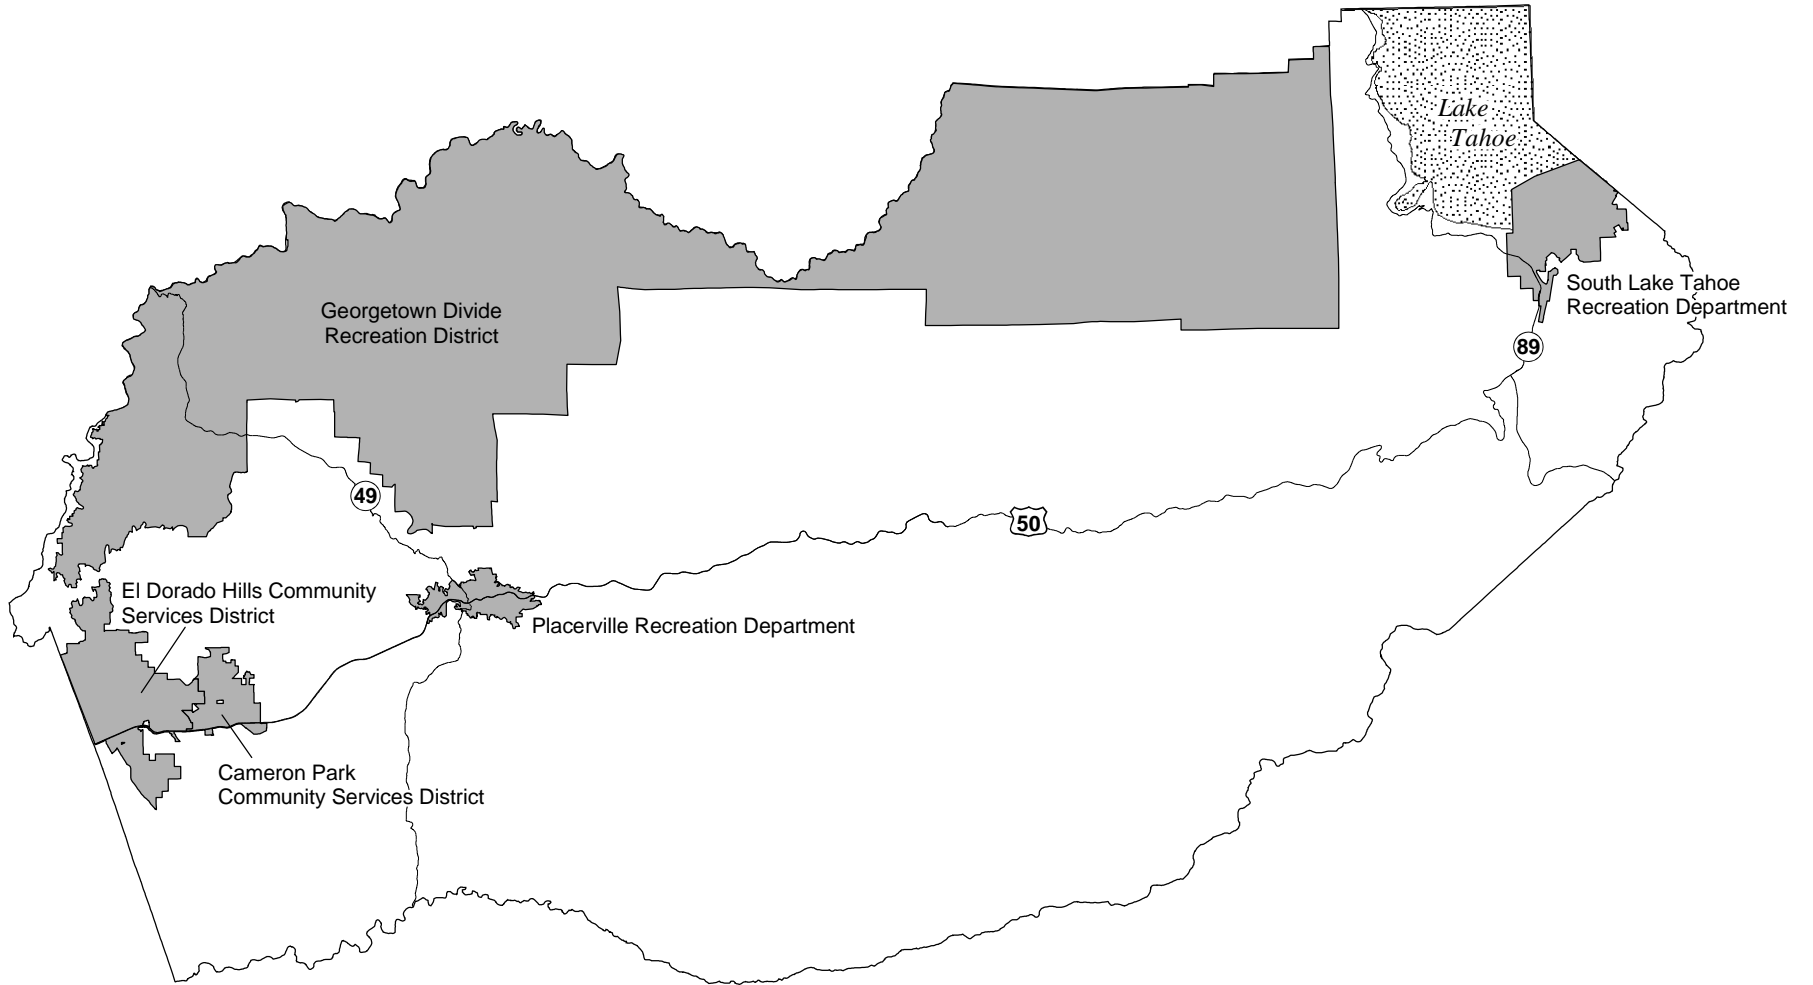 Lake
Tahoe
South Lake Tahoe
Recreation Department
Georgetown Divide
Recreation District
89
49
50
El Dorado Hills Community
Services District
Placerville Recreation Department
Cameron Park
Community Services District